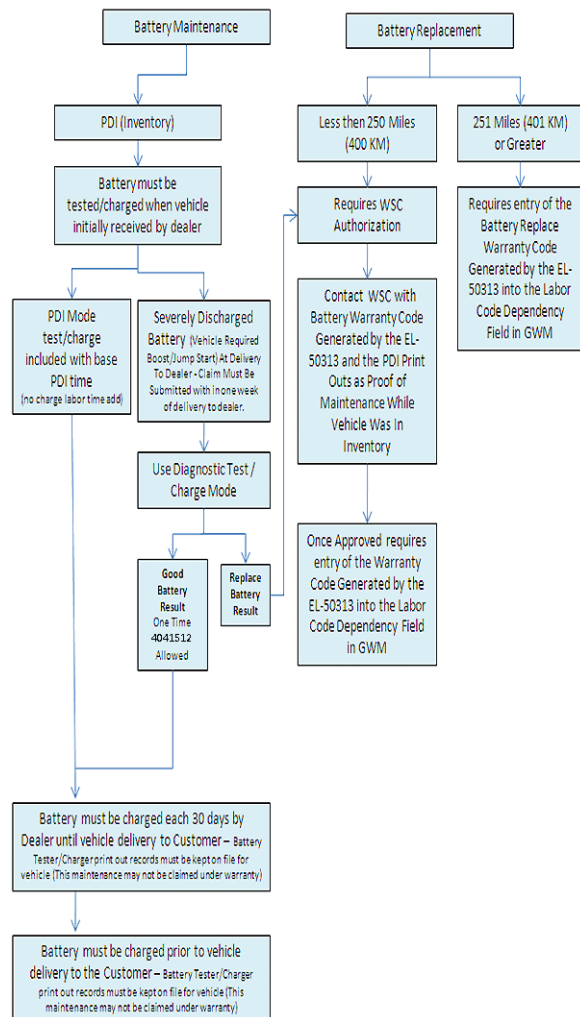 Battery Maintenance
PDI (Inventory)
Battery must be
tested/charged when vehicle
initially received by dealer
PDI Mode
test/charge
included with base
PDI time
(no charge labor time add)
Severely Discharged
Battery (Vehicle Required
Boost/Jump Start) At Delivery
To Dealer - Claim Must Be
Submitted with in one week
of delivery to dealer.
Use Diagnostic Test /
Charge Mode
Good
Battery
Result
One Time
4041512
Allowed
Replace
Battery
Result
Battery must be charged each 30 days by
Dealer until vehicle delivery to Customer – Battery
Tester/Charger print out records must be kept on file for
vehicle (This maintenance may not be claimed under warranty)
Battery must be charged prior to vehicle
delivery to the Customer – Battery Tester/Charger
print out records must be kept on file for vehicle (This
maintenance may not be claimed under warranty)
Battery Replacement
Less then 250 Miles
(400 KM)
Requires WSC
Authorization
Contact WSC with
Battery Warranty Code
Generated by the EL-
50313 and the PDI Print
Outs as Proof of
Maintenance While
Vehicle Was In
Inventory
Once Approved requires
entry of the Warranty
Code Generated by the
EL-50313 into the Labor
Code Dependency Field
in GWM
251 Miles (401 KM)
or Greater
Requires entry of the
Battery Replace
Warranty Code
Generated by the EL-
50313 into the Labor
Code Dependency
Field in GWM